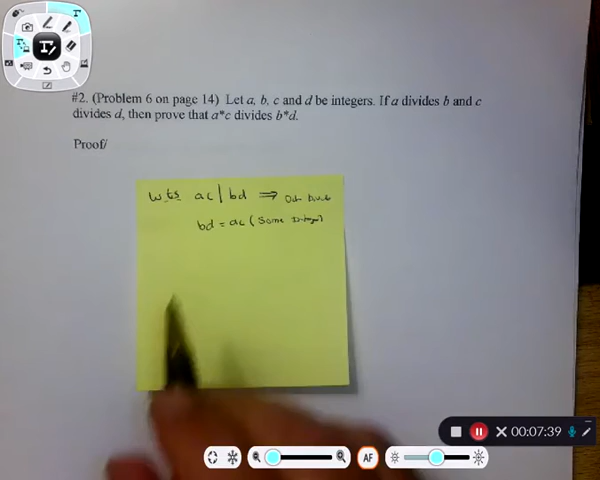 #2. (Problem 6 on page 14) Let a, b, c and d be integers. If a divides b and c
divides d, then prove that a*c divides b*d.
Proof/
wts ac | bd ⇒
bd = ac (Some Integer)
AF
00:07:39